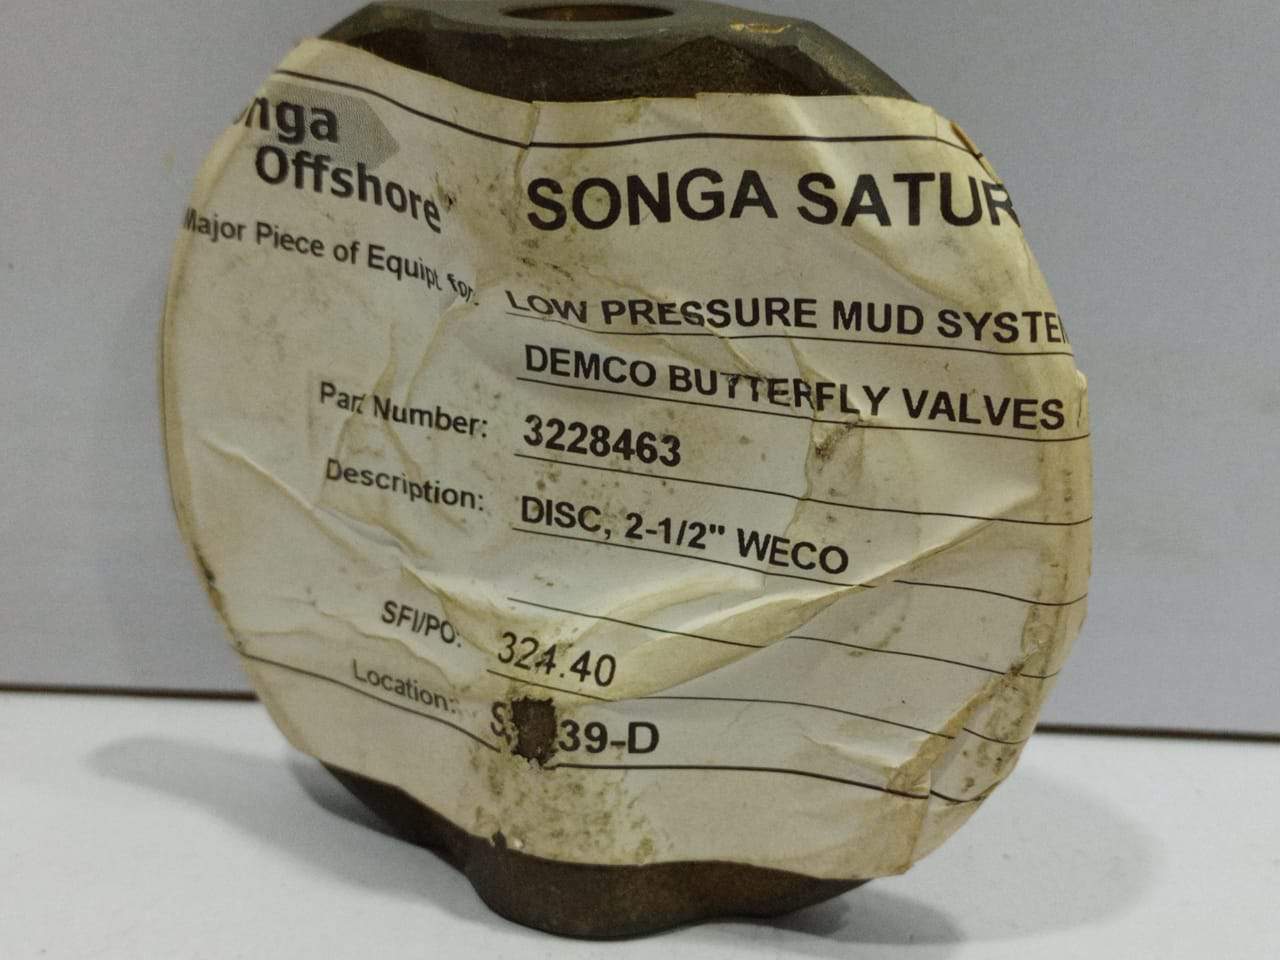 nga
Offshore
SONGA SATUR
Major Piece of Equipt for: LOW PRESSURE MUD SYSTE
DEMCO BUTTERFLY VALVES
Part Number: 3228463
Description: DISC, 2-1/2" WECO
SFI/PO: 324.40
Location: 39-D